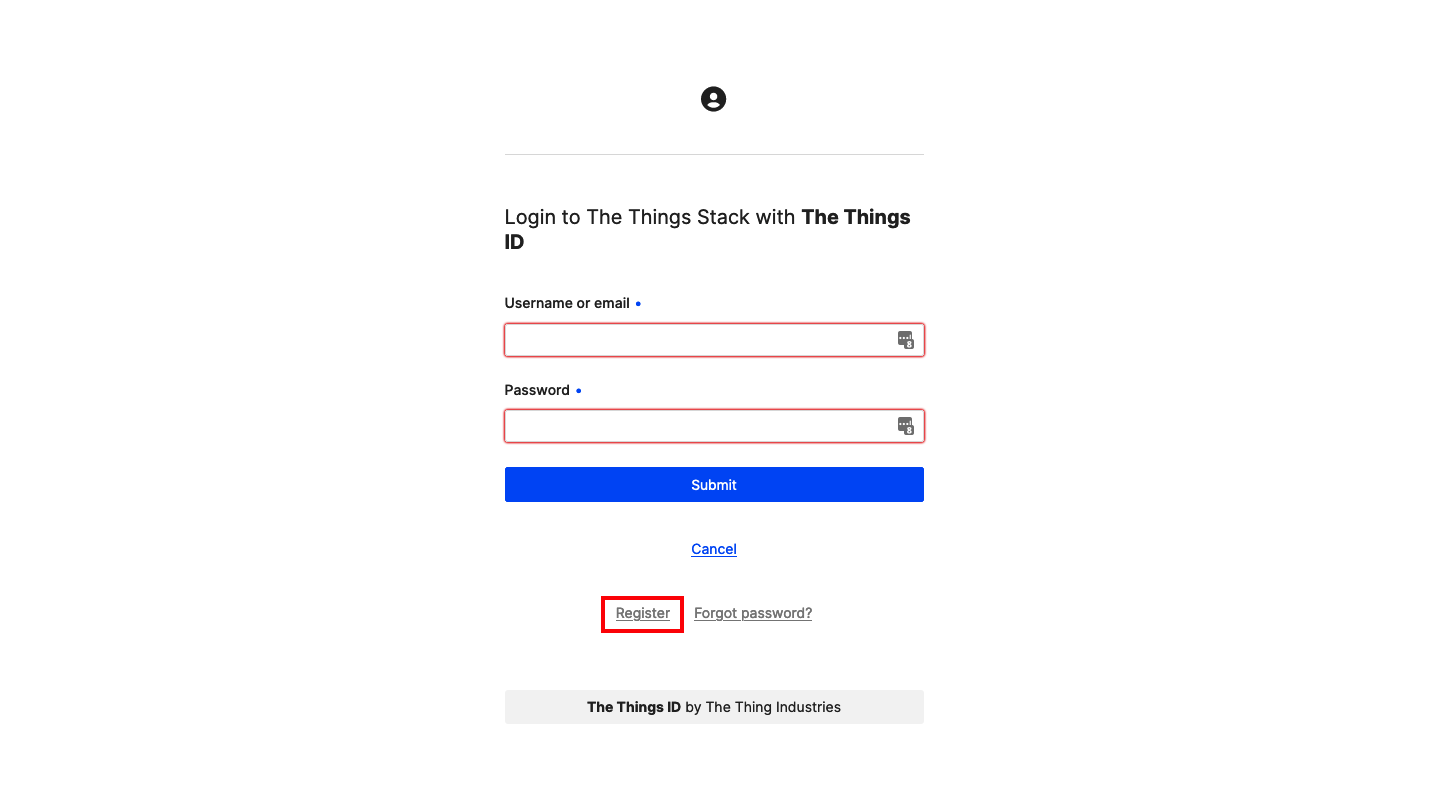 Login to The Things Stack with The Things
ID
Username or email
Password
Submit
Cancel
Register Forgot password?
The Things ID by The Thing Industries